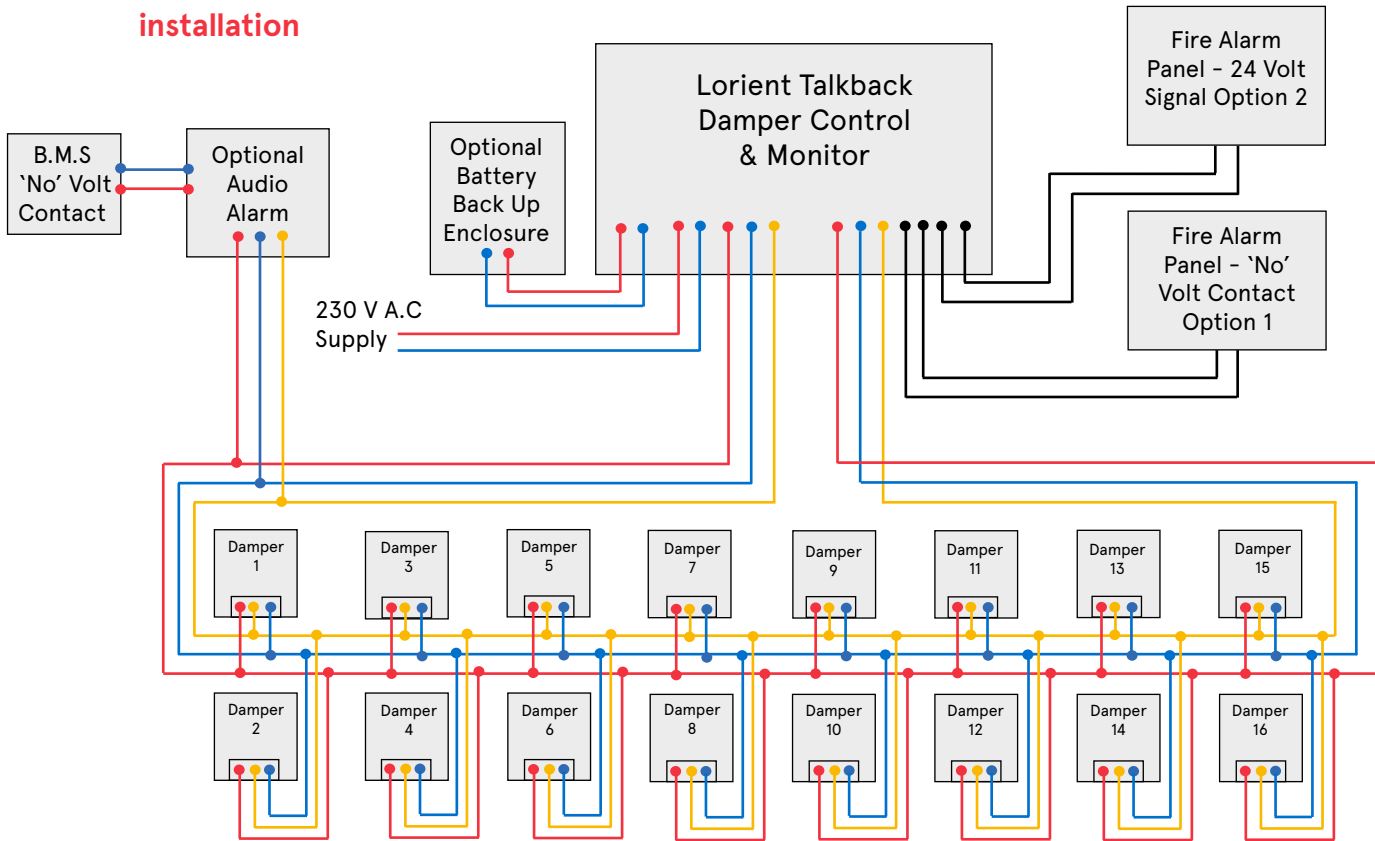 installation
Lorient Talkback
Damper Control
& Monitor
Fire Alarm
Panel - 24 Volt
Signal Option 2
B.M.S
‘No’ Volt
Contact
Optional
Audio
Alarm
Optional
Battery
Back Up
Enclosure
Fire Alarm
Panel - ‘No’
Volt Contact
Option 1
230 V A.C
Supply
Damper
1
Damper
3
Damper
5
Damper
7
Damper
9
Damper
11
Damper
13
Damper
15
Damper
2
Damper
4
Damper
6
Damper
8
Damper
10
Damper
12
Damper
14
Damper
16